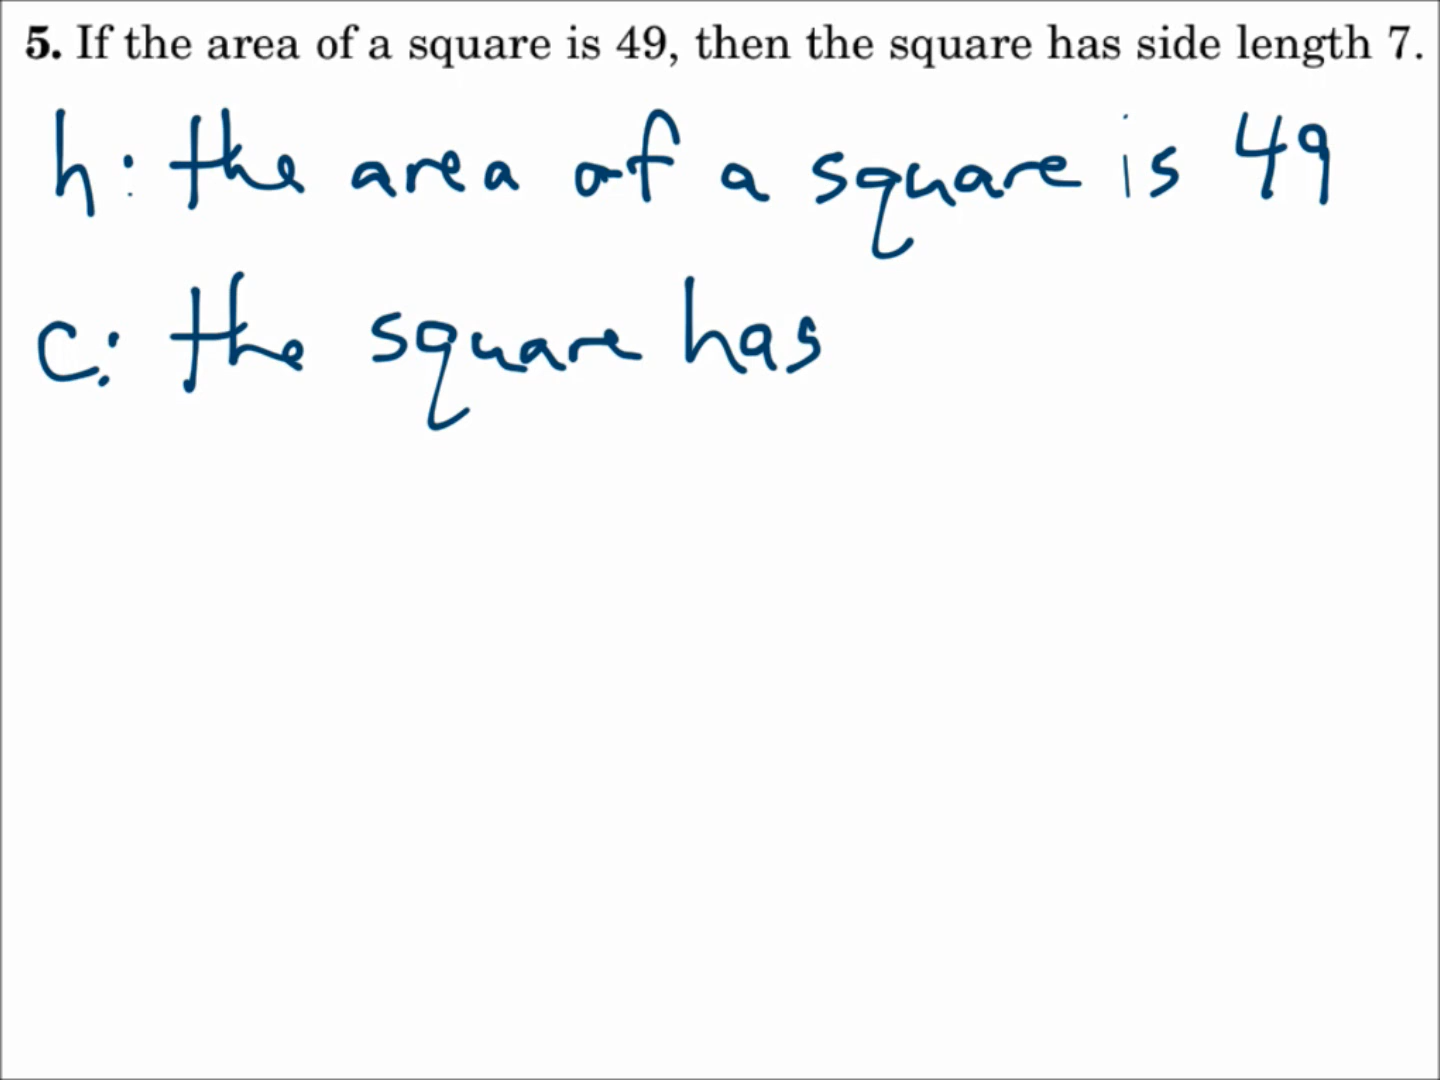 5. If the area of a square is 49, then the square has side length 7.
h: the area of a square is 49
c: the square has